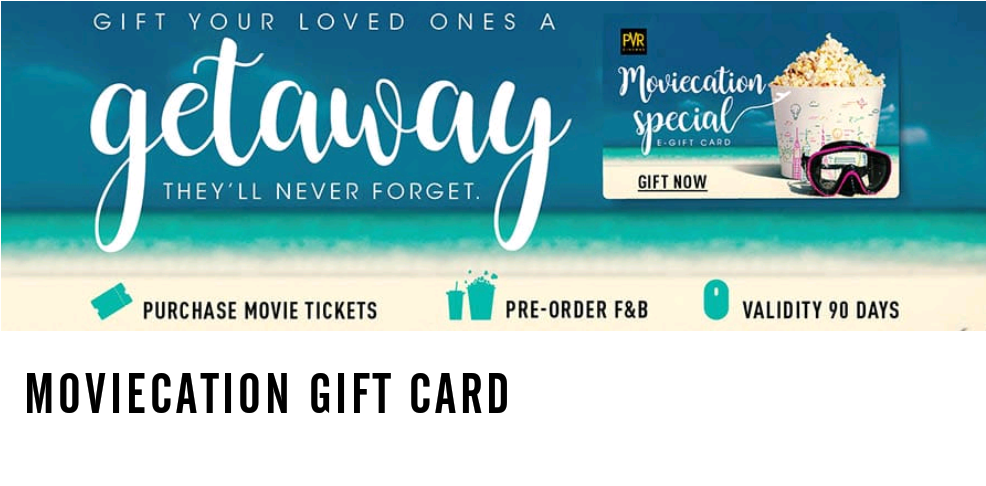 GIFT YOUR LOVED ONES A
getaway
THEY'LL NEVER FORGET.
PVR
CINEMAS
Moviecation
special
E-GIFT CARD
GIFT NOW
PURCHASE MOVIE TICKETS
PRE-ORDER F&B
VALIDITY 90 DAYS
MOVIECATION GIFT CARD